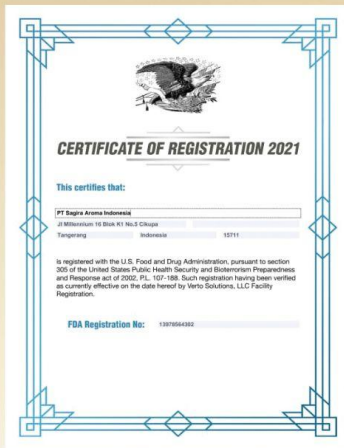 CERTIFICATE OF REGISTRATION 2021
This certifies that:
PT Sagira Aroma Indonesia
Jl Millennium 16 Blok K1 No.5 Cikupa
Tangerang Indonesia 15711
is registered with the U.S. Food and Drug Administration, pursuant to section
305 of the United States Public Health Security and Bioterrorism Preparedness
and Response act of 2002, P.L. 107-188. Such registration having been verified
as currently effective on the date hereof by Verto Solutions, LLC Facility
Registration.
FDA Registration No: 13978564302